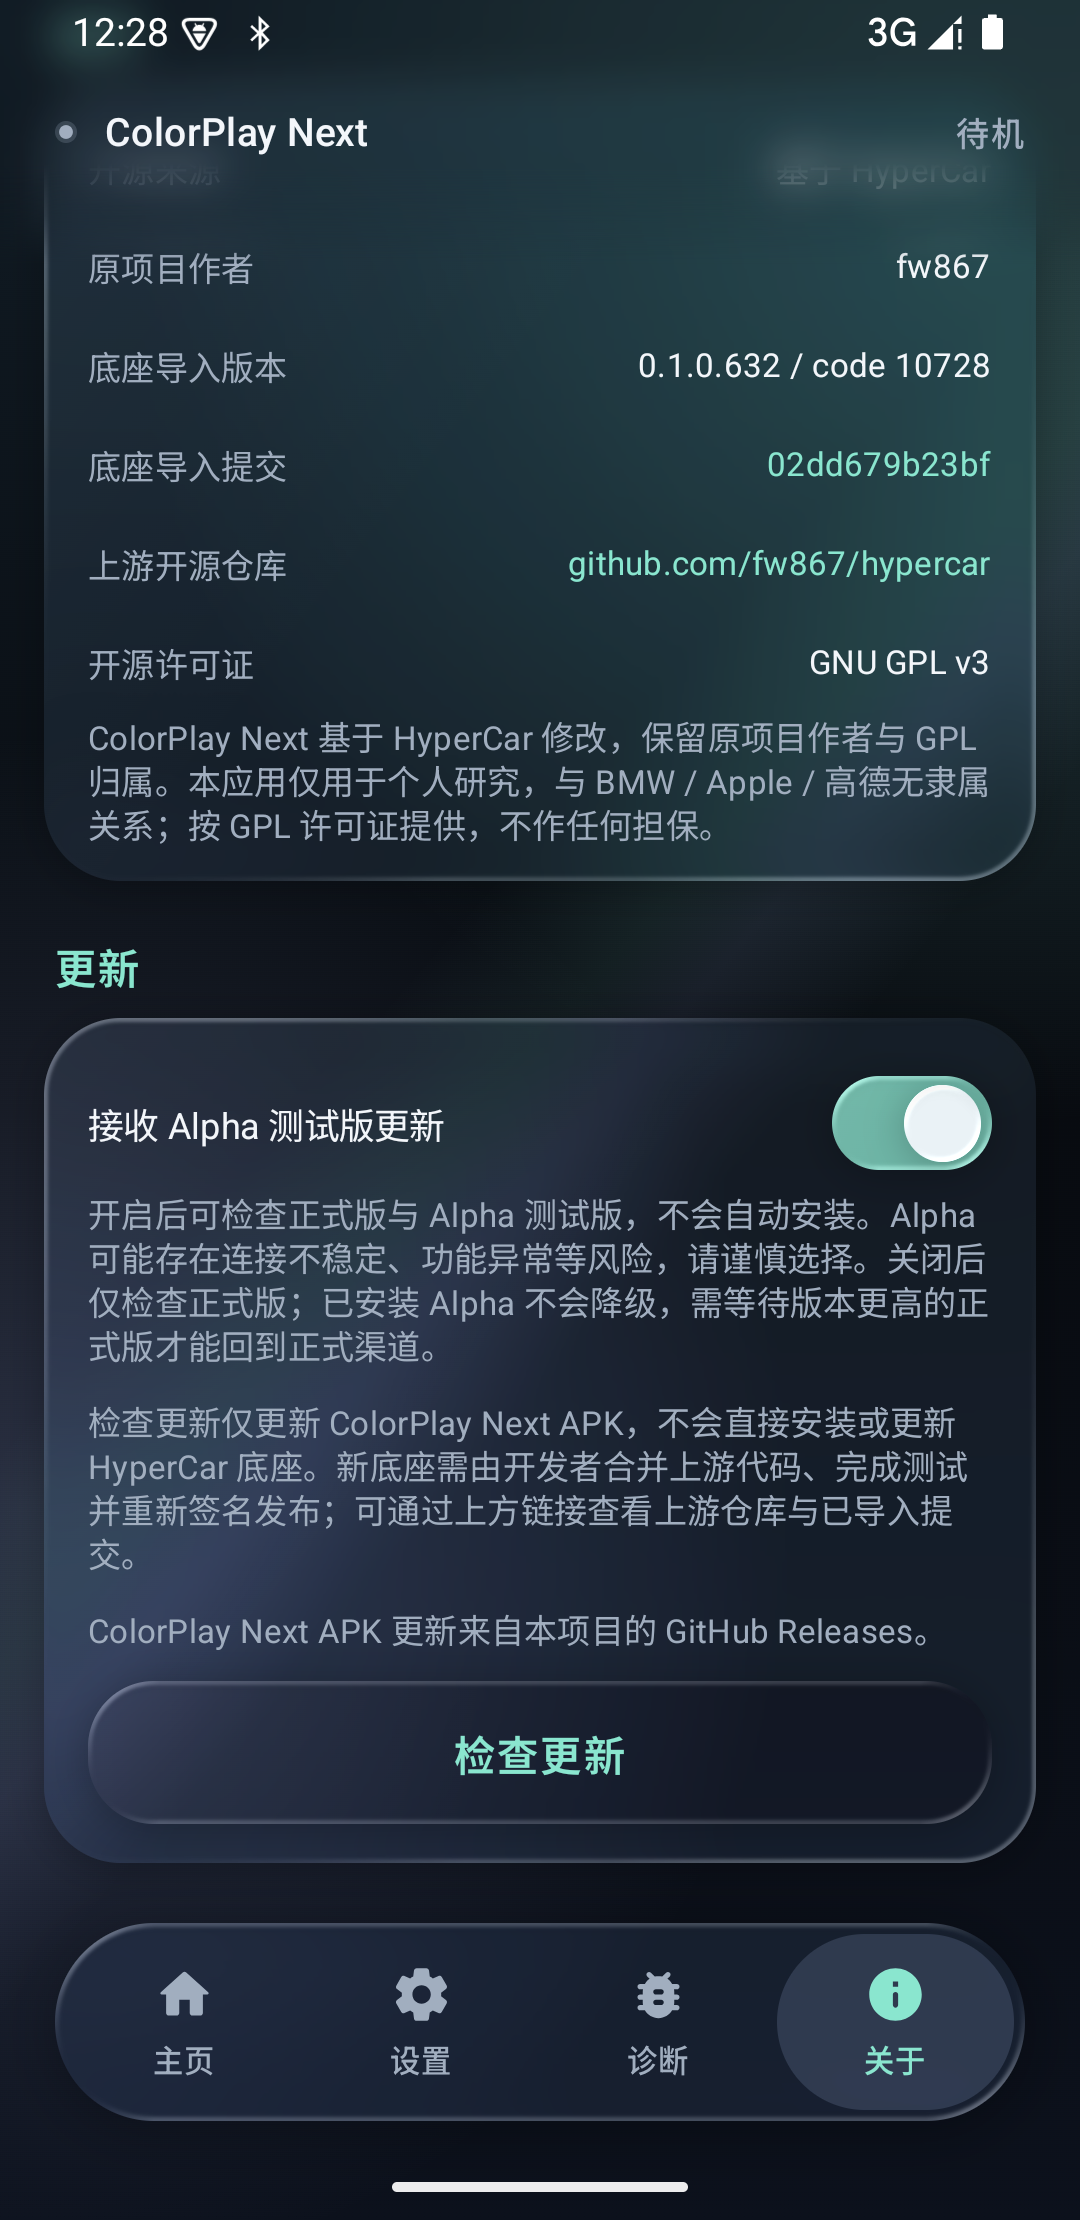 12:28
3G
ColorPlay Next
待机
开源来源
基于 HyperCar
原项目作者
fw867
底座导入版本
0.1.0.632 / code 10728
底座导入提交
02dd679b23bf
上游开源仓库
github.com/fw867/hypercar
开源许可证
GNU GPL v3
ColorPlay Next 基于 HyperCar 修改，保留原项目作者与 GPL
归属。本应用仅用于个人研究，与 BMW / Apple / 高德无隶属
关系；按 GPL 许可证提供，不作任何担保。
更新
接收 Alpha 测试版更新
开启后可检查正式版与 Alpha 测试版，不会自动安装。Alpha
可能存在连接不稳定、功能异常等风险，请谨慎选择。关闭后
仅检查正式版；已安装 Alpha 不会降级，需等待版本更高的正
式版才能回到正式渠道。
检查更新仅更新 ColorPlay Next APK，不会直接安装或更新
HyperCar 底座。新底座需由开发者合并上游代码、完成测试
并重新签名发布；可通过上方链接查看上游仓库与已导入提
交。
ColorPlay Next APK 更新来自本项目的 GitHub Releases。
检查更新
主页
设置
诊断
关于